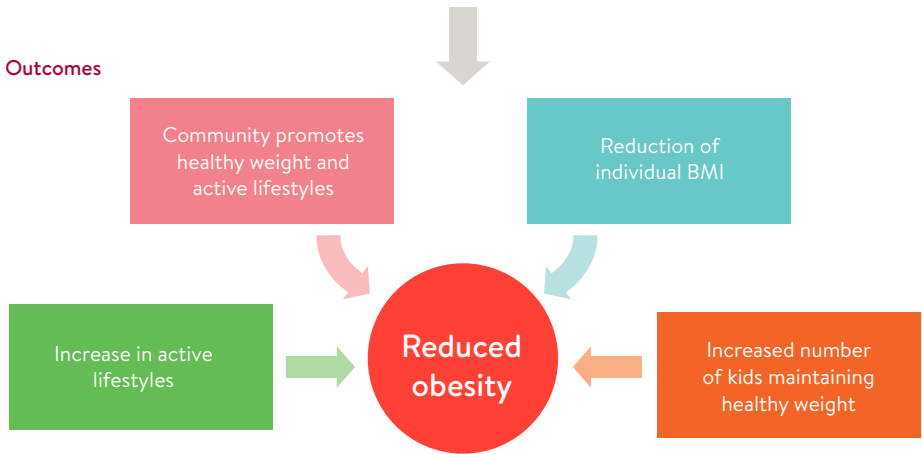 Outcomes
Community promotes
healthy weight and
active lifestyles
Reduction of
individual BMI
Increase in active
lifestyles
Reduced
obesity
Increased number
of kids maintaining
healthy weight